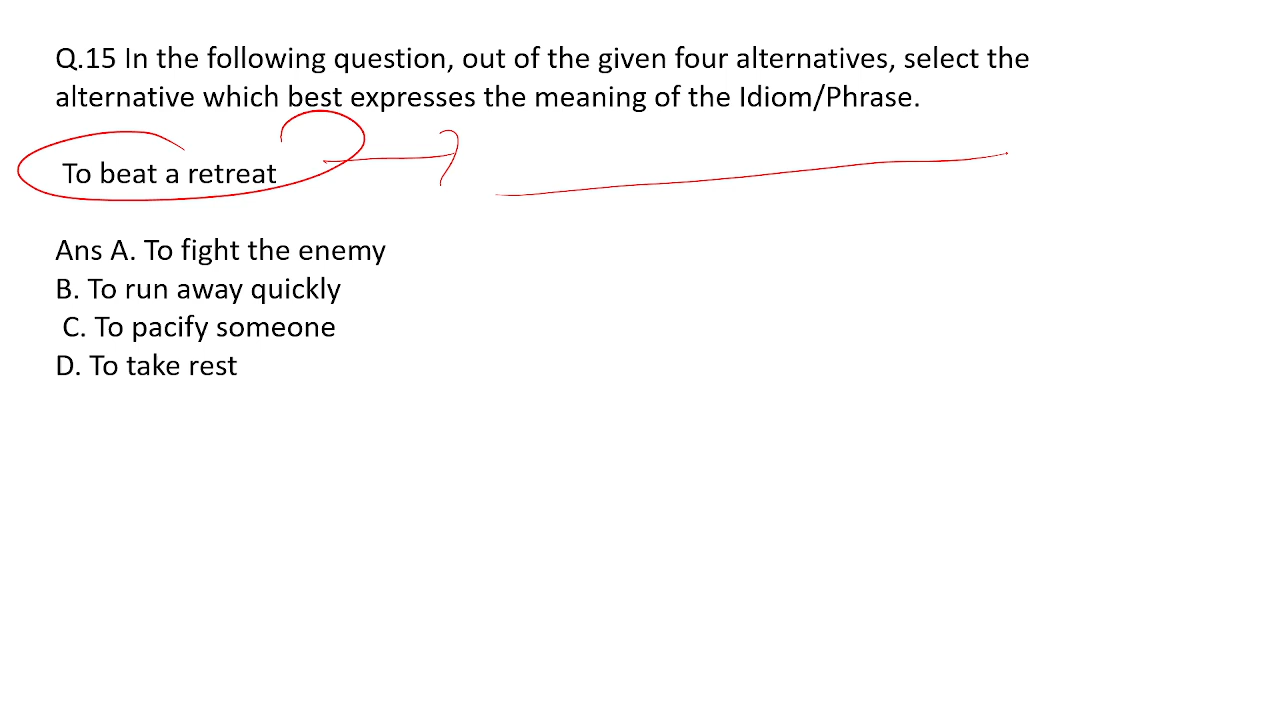 Q.15 In the following question, out of the given four alternatives, select the
alternative which best expresses the meaning of the Idiom/Phrase.
To beat a retreat
Ans A. To fight the enemy
B. To run away quickly
C. To pacify someone
D. To take rest